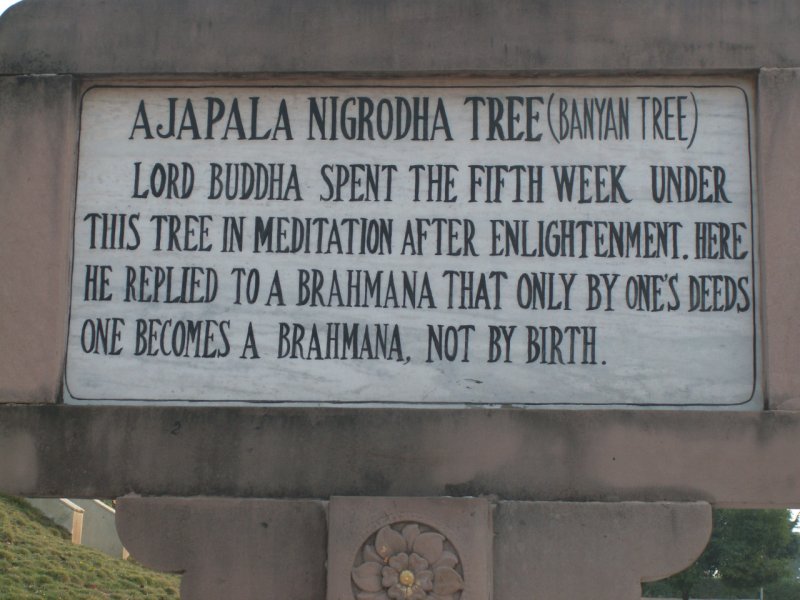 AJAPALA NIGRODHA TREE (BANYAN TREE)
LORD BUDDHA SPENT THE FIFTH WEEK UNDER
THIS TREE IN MEDITATION AFTER ENLIGHTENMENT. HERE
HE REPLIED TO A BRAHMANA THAT ONLY BY ONE'S DEEDS
ONE BECOMES A BRAHMANA, NOT BY BIRTH.